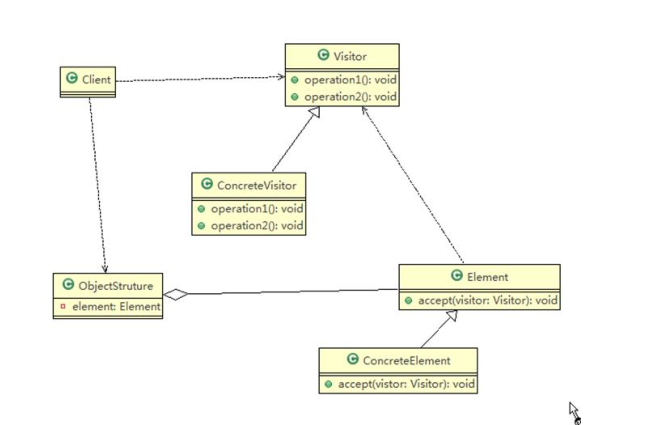 Visitor
operation1(): void
operation2(): void
Client
ConcreteVisitor
operation1(): void
operation2(): void
ObjectStruture
element: Element
Element
accept(visitor: Visitor): void
ConcreteElement
accept(vistor: Visitor): void